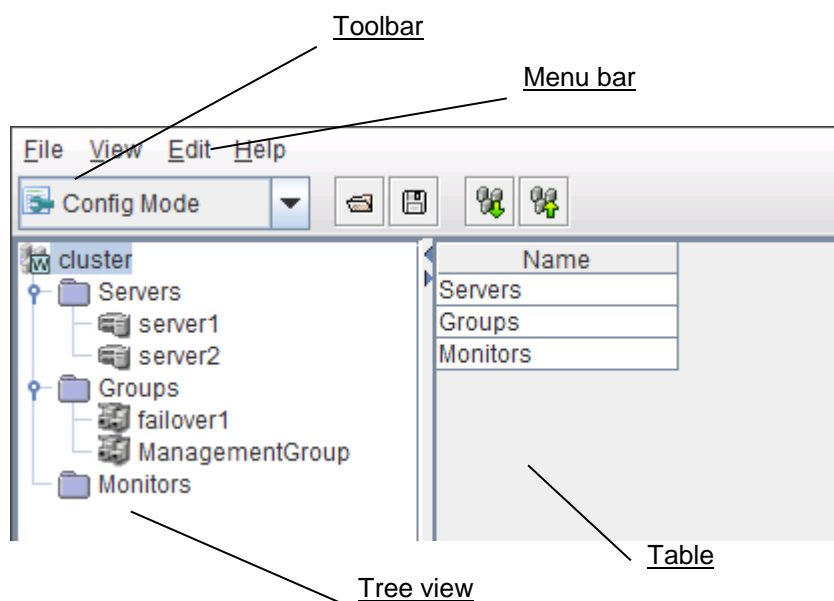 Toolbar
Menu bar
File View Edit Help
Config Mode
cluster
Servers
server1
server2
Groups
failover1
ManagementGroup
Monitors
Name
Servers
Groups
Monitors
Table
Tree view